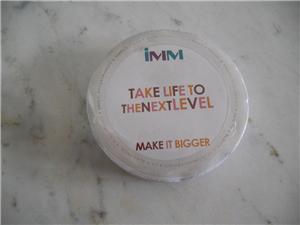 iMM
TAKE LIFE TO
THENEXTLEVEL
MAKE IT BIGGER